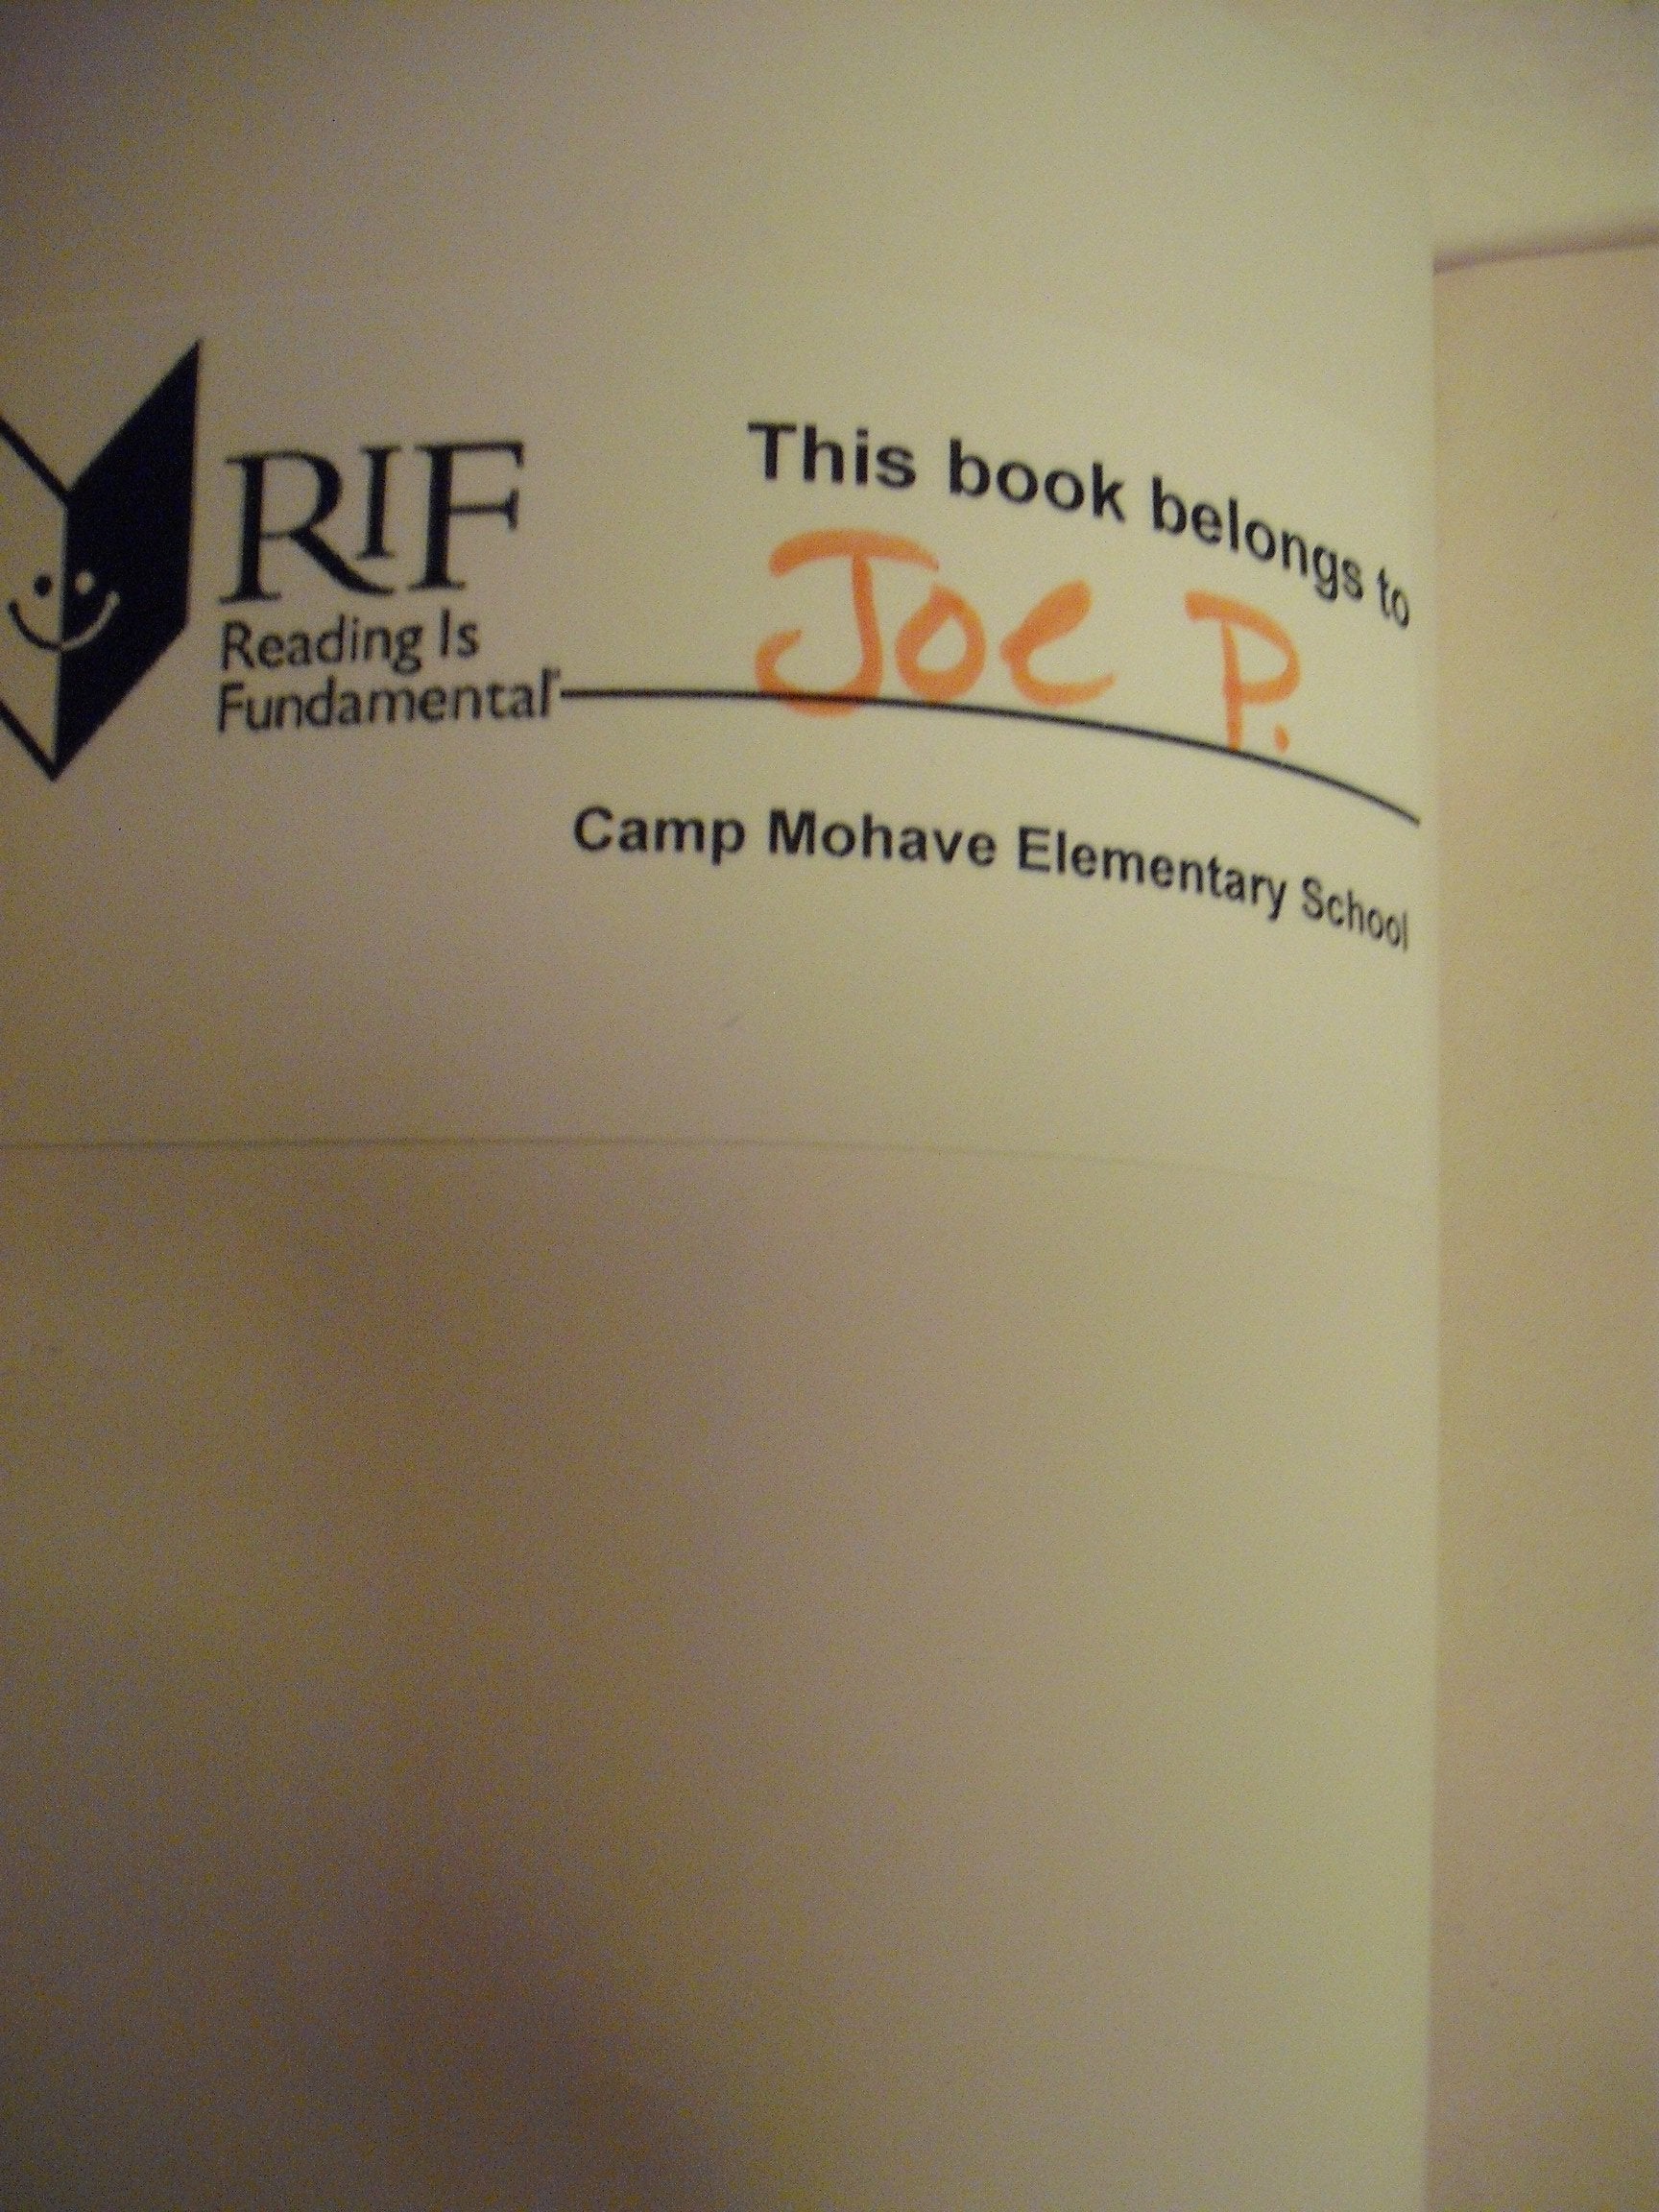 RIF
Reading Is
Fundamental
This book belongs to
Joe P.
Camp Mohave Elementary School